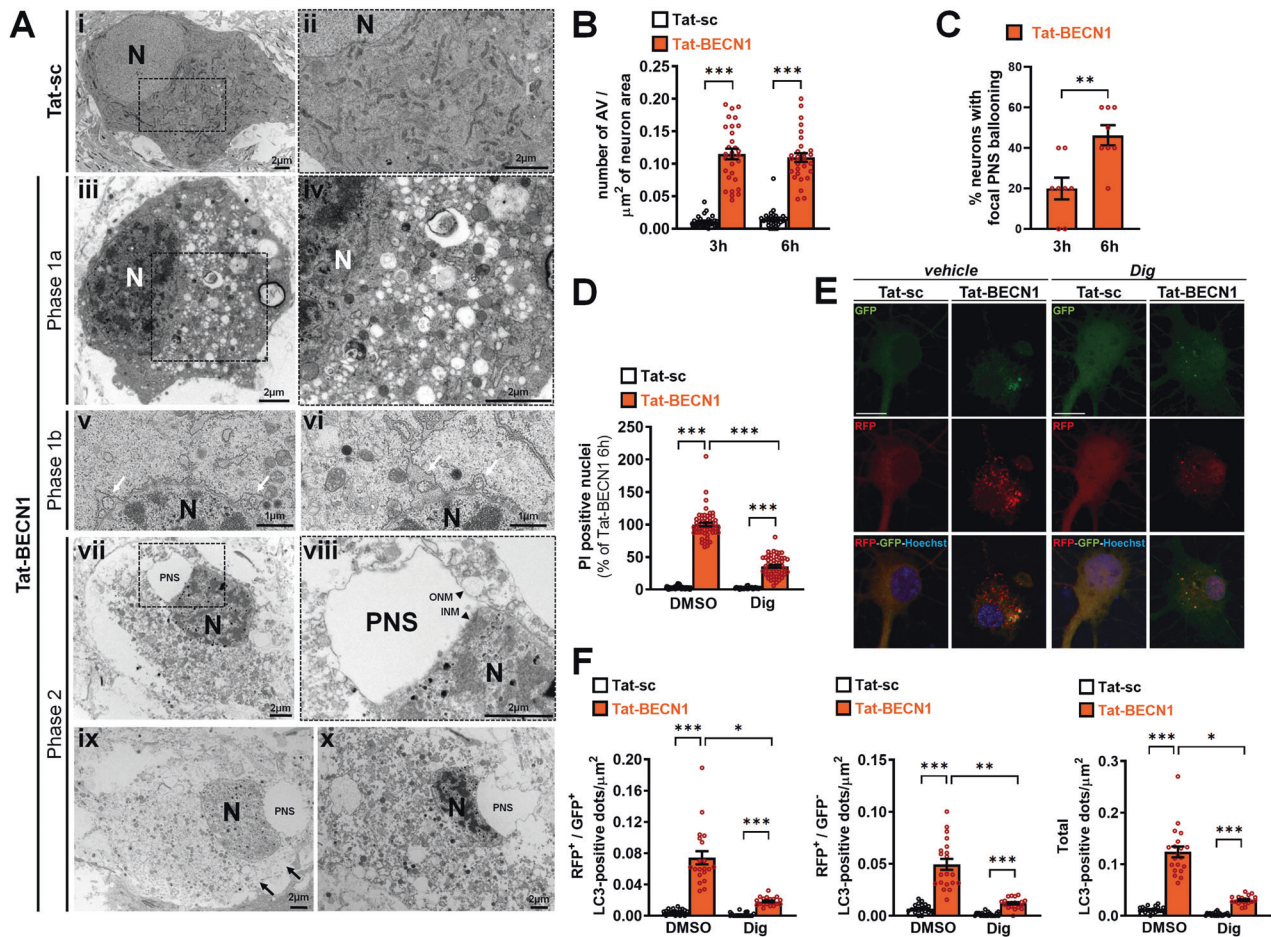 A
Tat-sc
i
N
2µm
ii
N
2µm
Tat-BECN1
Phase 1a
iii
N
2µm
iv
N
2µm
Phase 1b
v
N
1µm
vi
N
1µm
Phase 2
vii
PNS
N
2µm
viii
ONM
INM
PNS
N
2µm
ix
N
PNS
2µm
x
N
PNS
2µm
B
Tat-sc
Tat-BECN1
number of AV /
µm² of neuron area
0.25
0.20
0.15
0.10
0.05
0.00
***
***
3h
6h
C
Tat-BECN1
% neurons with
focal PNS ballooning
80
60
40
20
0
**
3h
6h
D
Tat-sc
Tat-BECN1
PI positive nuclei
(% of Tat-BECN1 6h)
250
200
150
100
50
0
***
***
***
DMSO
Dig
E
vehicle
Dig
Tat-sc
Tat-BECN1
Tat-sc
Tat-BECN1
GFP
GFP
RFP
RFP
RFP-GFP-Hoechst
RFP-GFP-Hoechst
F
Tat-sc
Tat-BECN1
RFP⁺ / GFP⁺
LC3-positive dots/µm²
0.20
0.16
0.12
0.08
0.04
0.00
***
*
***
DMSO
Dig
Tat-sc
Tat-BECN1
RFP⁺ / GFP⁻
LC3-positive dots/µm²
0.15
0.10
0.05
0.00
***
**
***
DMSO
Dig
Tat-sc
Tat-BECN1
Total
LC3-positive dots/µm²
0.4
0.3
0.2
0.1
0.0
***
*
***
DMSO
Dig